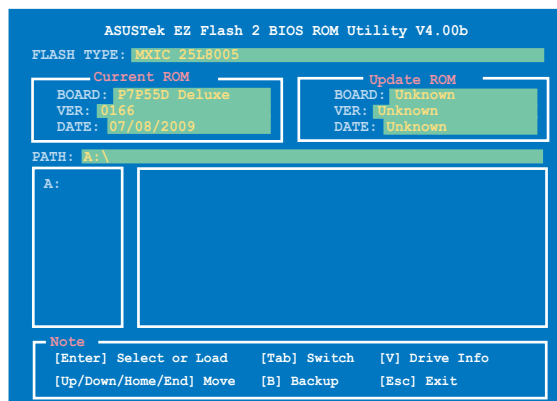 ASUSTek EZ Flash 2 BIOS ROM Utility V4.00b
FLASH TYPE: MXIC 25L8005
Current ROM
BOARD: P7P55D Deluxe
VER: 0166
DATE: 07/08/2009
Update ROM
BOARD: Unknown
VER: Unknown
DATE: Unknown
PATH: A:\
A:
Note
[Enter] Select or Load [Tab] Switch [V] Drive Info
[Up/Down/Home/End] Move [B] Backup [Esc] Exit